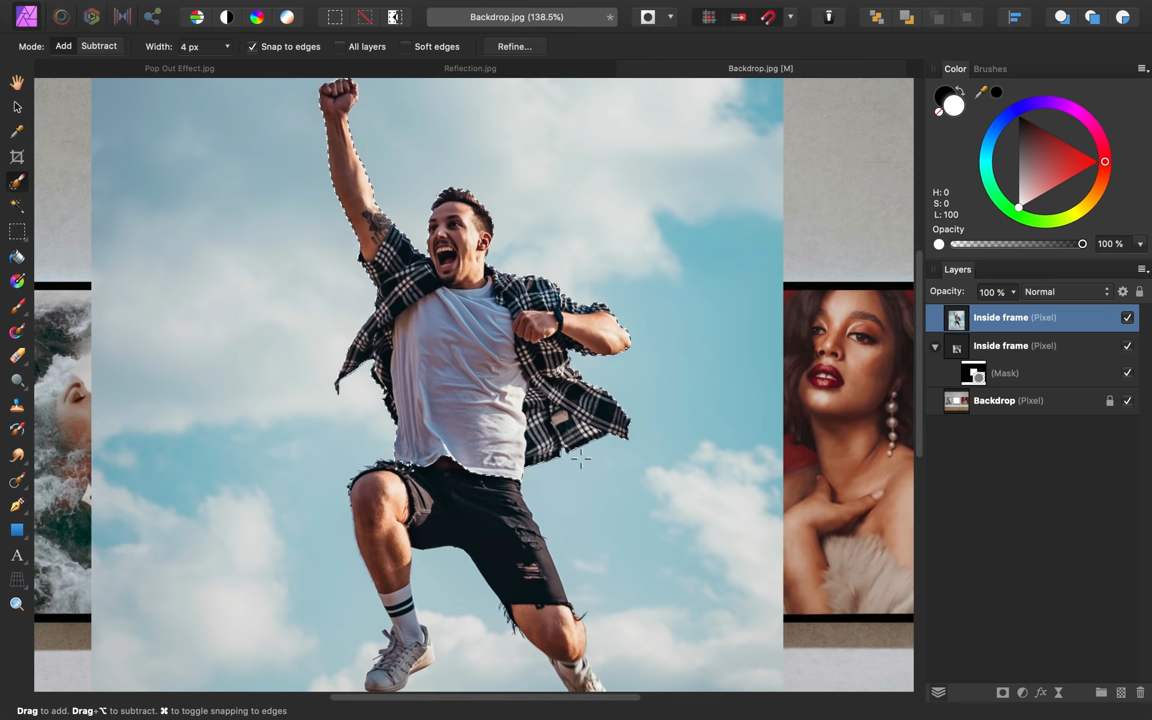 Backdrop.jpg (138.5%)
Mode: Add Subtract Width: 4 px Snap to edges All layers Soft edges Refine...
Pop Out Effect.jpg Reflection.jpg Backdrop.jpg [M]
Color Brushes
H: 0
S: 0
L: 100
Opacity
100 %
Layers
Opacity: 100 % Normal
Inside frame (Pixel)
Inside frame (Pixel)
(Mask)
Backdrop (Pixel)
A
fx
Drag to add. Drag+⌥ to subtract. ⌘ to toggle snapping to edges